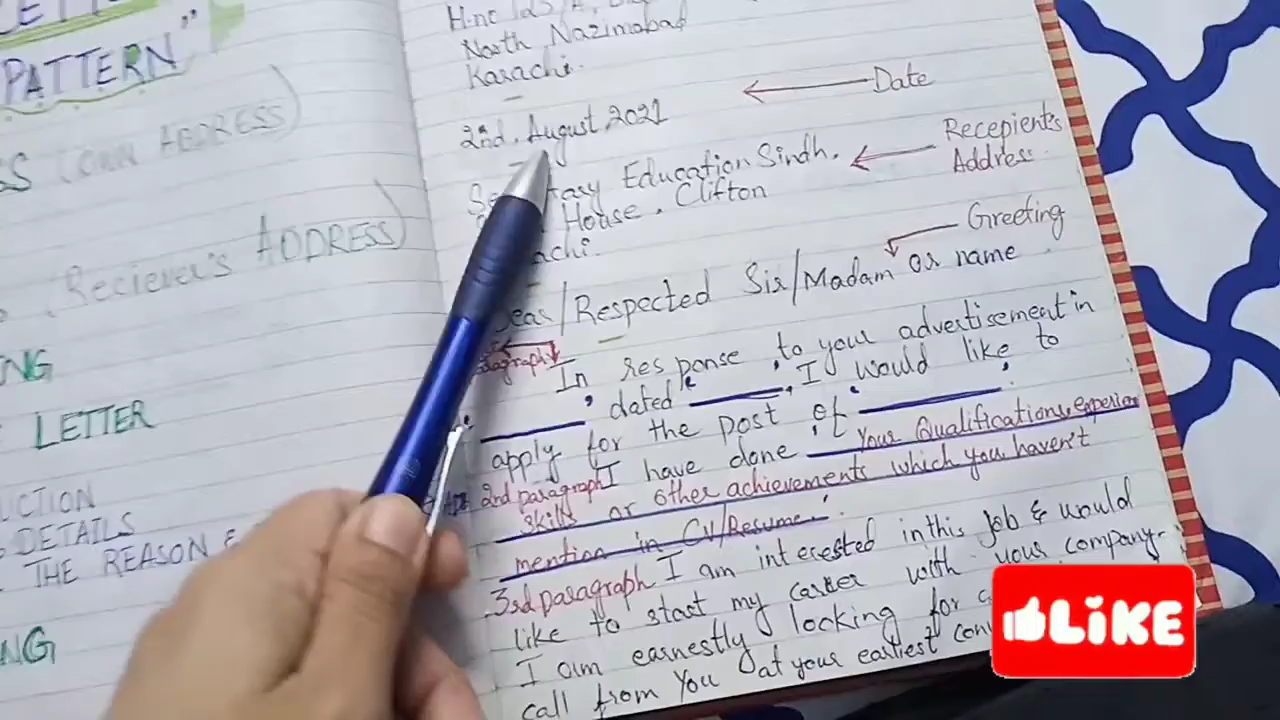 PATTERN"
(OWN ADDRESS)
(Reciever's ADDRESS)
LETTER
DETAILS
THE REASON &
North Nazimabad
Karachi.
Date
2nd. August 2021
Recepients
Address
Education Sindh.
House, Clifton
Greeting
/Respected Sir/Madam or name
In response to your advertisement in
dated , I would like to
apply for the post of .
I have done Your Qualifications, experien
2nd paragraph
skills or other achievements which you haven't
mention in CV/Resume.
3rd paragraph I am interested in this job & would
like to start my career with your company.
I am earnestly looking for a
call from you at your earliest
LIKE